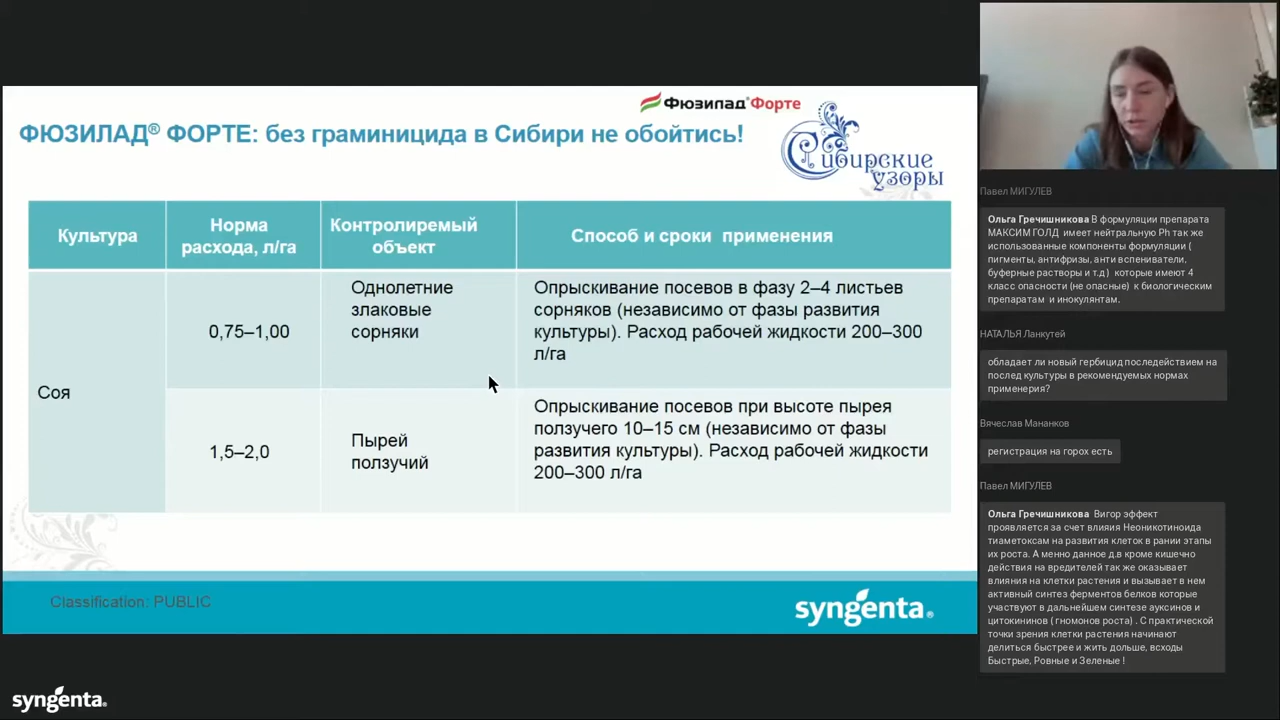 Фюзилад®Форте
ФЮЗИЛАД® ФОРТЕ: без граминицида в Сибири не обойтись!
Сибирские
узоры
Культура
Норма
расхода, л/га
Контролиремый
объект
Способ и сроки применения
Соя
0,75–1,00
Однолетние
злаковые
сорняки
Опрыскивание посевов в фазу 2–4 листьев
сорняков (независимо от фазы развития
культуры). Расход рабочей жидкости 200–300
л/га
1,5–2,0
Пырей
ползучий
Опрыскивание посевов при высоте пырея
ползучего 10–15 см (независимо от фазы
развития культуры). Расход рабочей жидкости
200–300 л/га
Classification: PUBLIC
syngenta®
syngenta®
Павел МИГУЛЕВ
Ольга Гречишникова В формуляции препарата
МАКСИМ ГОЛД имеет нейтральную Ph так же
использованные компоненты формуляции (
пигменты, антифризы, анти вспениватели,
буферные растворы и т.д ) которые имеют 4
класс опасности (не опасные) к биологическим
препаратам и инокулянтам.
НАТАЛЬЯ Ланкутей
обладает ли новый гербицид последействием на
послед культуры в рекомендуемых нормах
применерия?
Вячеслав Мананков
регистрация на горох есть
Павел МИГУЛЕВ
Ольга Гречишникова Вигор эффект
проявляется за счет влияия Неоникотиноида
тиаметоксам на развития клеток в рании этапы
их роста. А менно данное д.в кроме кишечно
действия на вредителей так же оказывает
влияния на клетки растения и вызывает в нем
активный синтез ферментов белков которые
участвуют в дальнейшем синтезе ауксинов и
цитокининов ( гномонов роста) . С практической
точки зрения клетки растения начинают
делиться быстрее и жить дольше, всходы
Быстрые, Ровные и Зеленые !